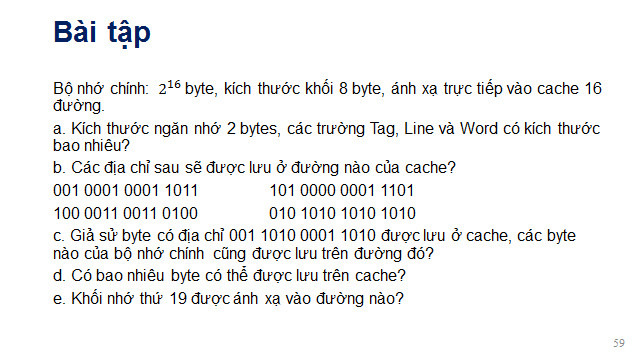 Bài tập
Bộ nhớ chính: 2¹⁶ byte, kích thước khối 8 byte, ánh xạ trực tiếp vào cache 16
đường.
a. Kích thước ngăn nhớ 2 bytes, các trường Tag, Line và Word có kích thước
bao nhiêu?
b. Các địa chỉ sau sẽ được lưu ở đường nào của cache?
001 0001 0001 1011 101 0000 0001 1101
100 0011 0011 0100 010 1010 1010 1010
c. Giả sử byte có địa chỉ 001 1010 0001 1010 được lưu ở cache, các byte
nào của bộ nhớ chính cũng được lưu trên đường đó?
d. Có bao nhiêu byte có thể được lưu trên cache?
e. Khối nhớ thứ 19 được ánh xạ vào đường nào?
59